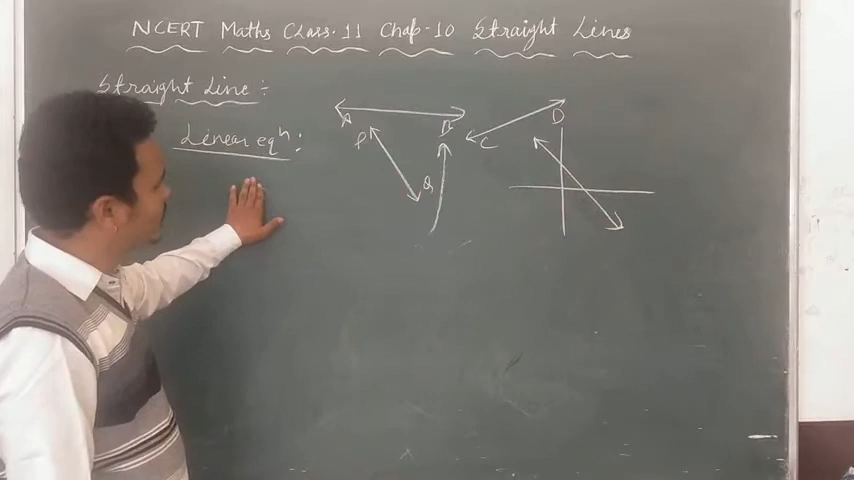 NCERT Maths Class-11 Chap-10 Straight Lines
Straight Line ÷
Linear eqⁿ:
A B
P Q
C D